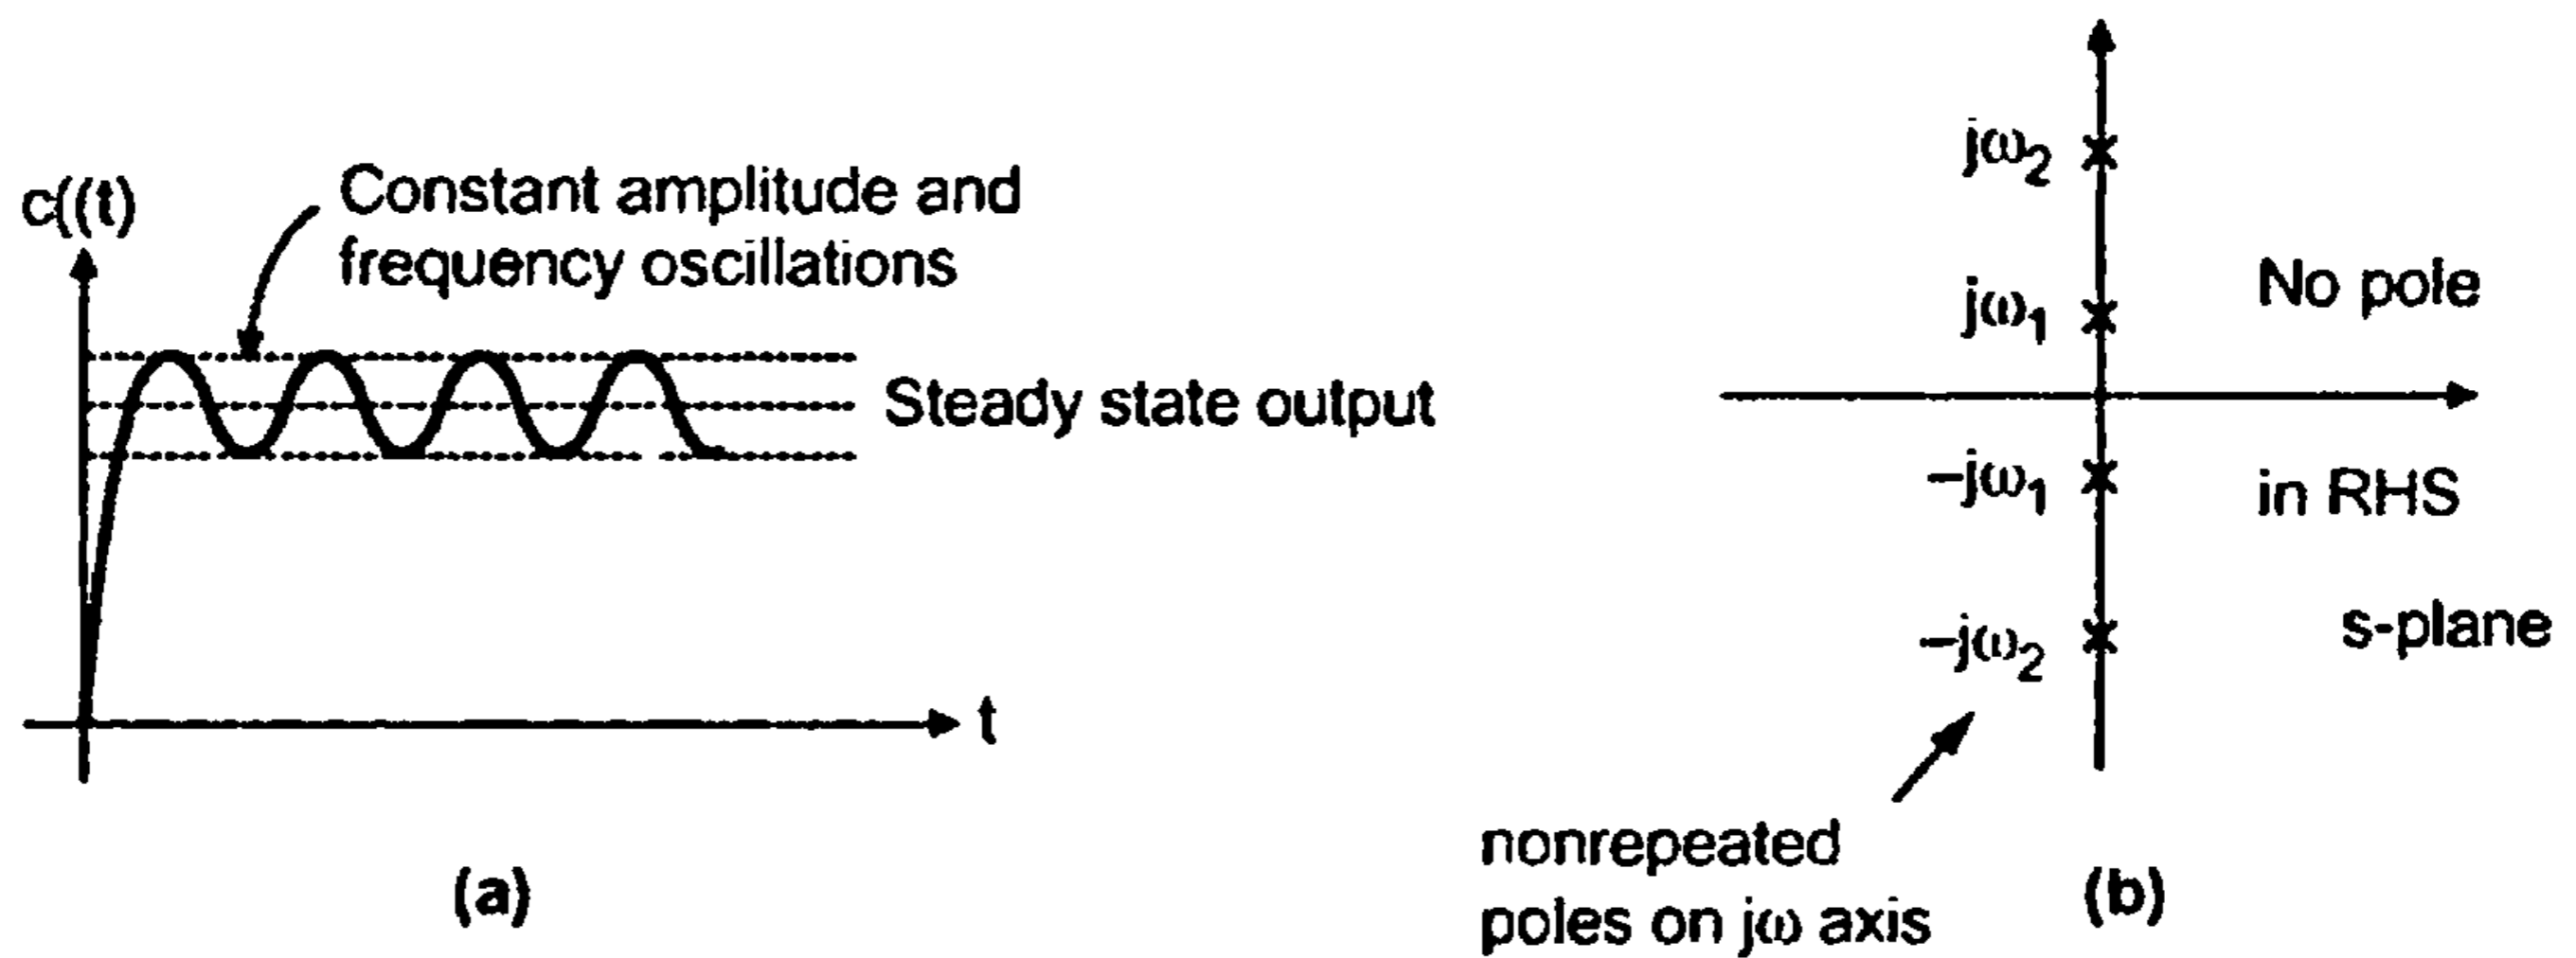 c((t)
Constant amplitude and
frequency oscillations
Steady state output
t
(a)
jω₂
jω₁
No pole
−jω₁
in RHS
−jω₂
s-plane
nonrepeated
poles on jω axis
(b)